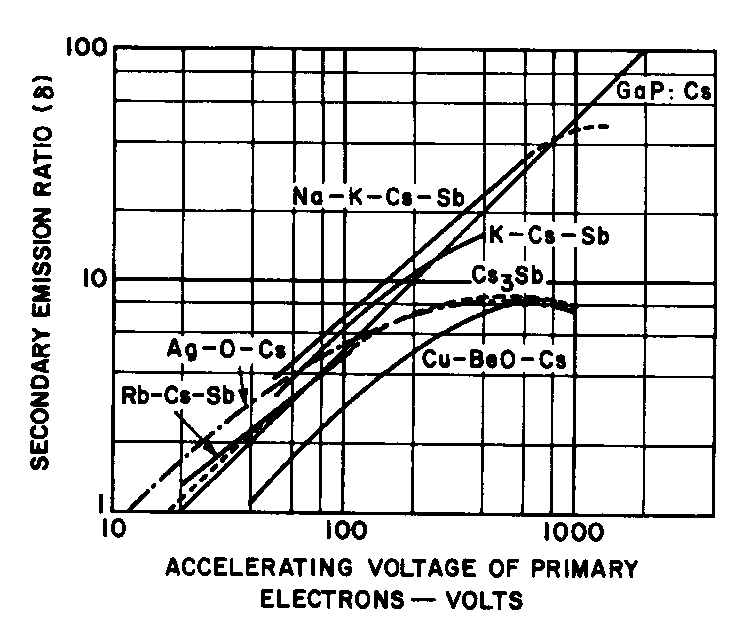 100
GaP: Cs
Na-K-Cs-Sb
K-Cs-Sb
10
Cs₃Sb
Ag-O-Cs
Cu-BeO-Cs
Rb-Cs-Sb
1
10
100
1000
SECONDARY EMISSION RATIO (δ)
ACCELERATING VOLTAGE OF PRIMARY
ELECTRONS — VOLTS